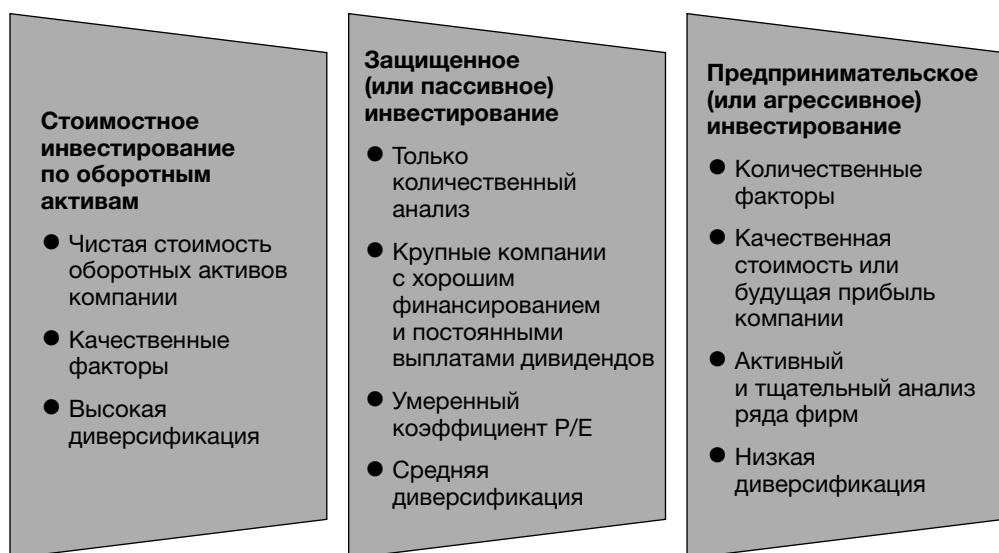 Стоимостное
инвестирование
по оборотным
активам
● Чистая стоимость
оборотных активов
компании
● Качественные
факторы
● Высокая
диверсификация
Защищенное
(или пассивное)
инвестирование
● Только
количественный
анализ
● Крупные компании
с хорошим
финансированием
и постоянными
выплатами дивидендов
● Умеренный
коэффициент P/E
● Средняя
диверсификация
Предпринимательское
(или агрессивное)
инвестирование
● Количественные
факторы
● Качественная
стоимость или
будущая прибыль
компании
● Активный
и тщательный анализ
ряда фирм
● Низкая
диверсификация